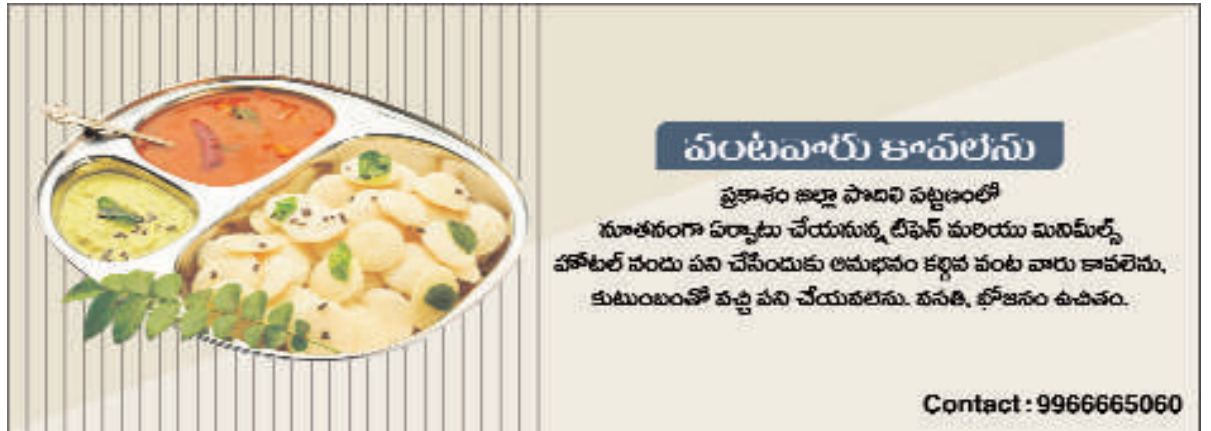 వంటవారు కావలెను
ప్రకాశం జిల్లా పొదిలి పట్టణంలో
నూతనంగా ఏర్పాటు చేయనున్న టిఫెన్ మరియు మినిమీల్స్
హోటల్ నందు పని చేసేందుకు అనుభవం కల్గిన వంట వారు కావలెను.
కుటుంబంతో వచ్చి పని చేయవలెను. వసతి, భోజనం ఉచితం.
Contact : 9966665060